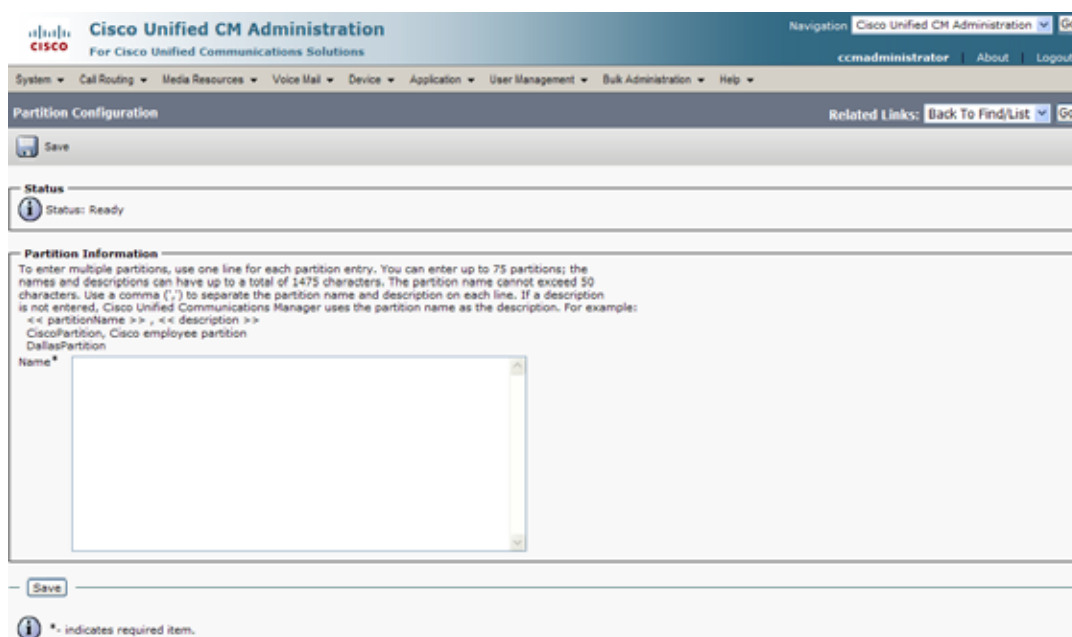 CISCO
Cisco Unified CM Administration
For Cisco Unified Communications Solutions
Navigation Cisco Unified CM Administration Go
ccmadministrator | About | Logout
System Call Routing Media Resources Voice Mail Device Application User Management Bulk Administration Help
Partition Configuration
Related Links: Back To Find/List Go
Save
Status
Status: Ready
Partition Information
To enter multiple partitions, use one line for each partition entry. You can enter up to 75 partitions; the
names and descriptions can have up to a total of 1475 characters. The partition name cannot exceed 50
characters. Use a comma (',') to separate the partition name and description on each line. If a description
is not entered, Cisco Unified Communications Manager uses the partition name as the description. For example:
<< partitionName >> , << description >>
CiscoPartition, Cisco employee partition
DallasPartition
Name*
Save
*- indicates required item.